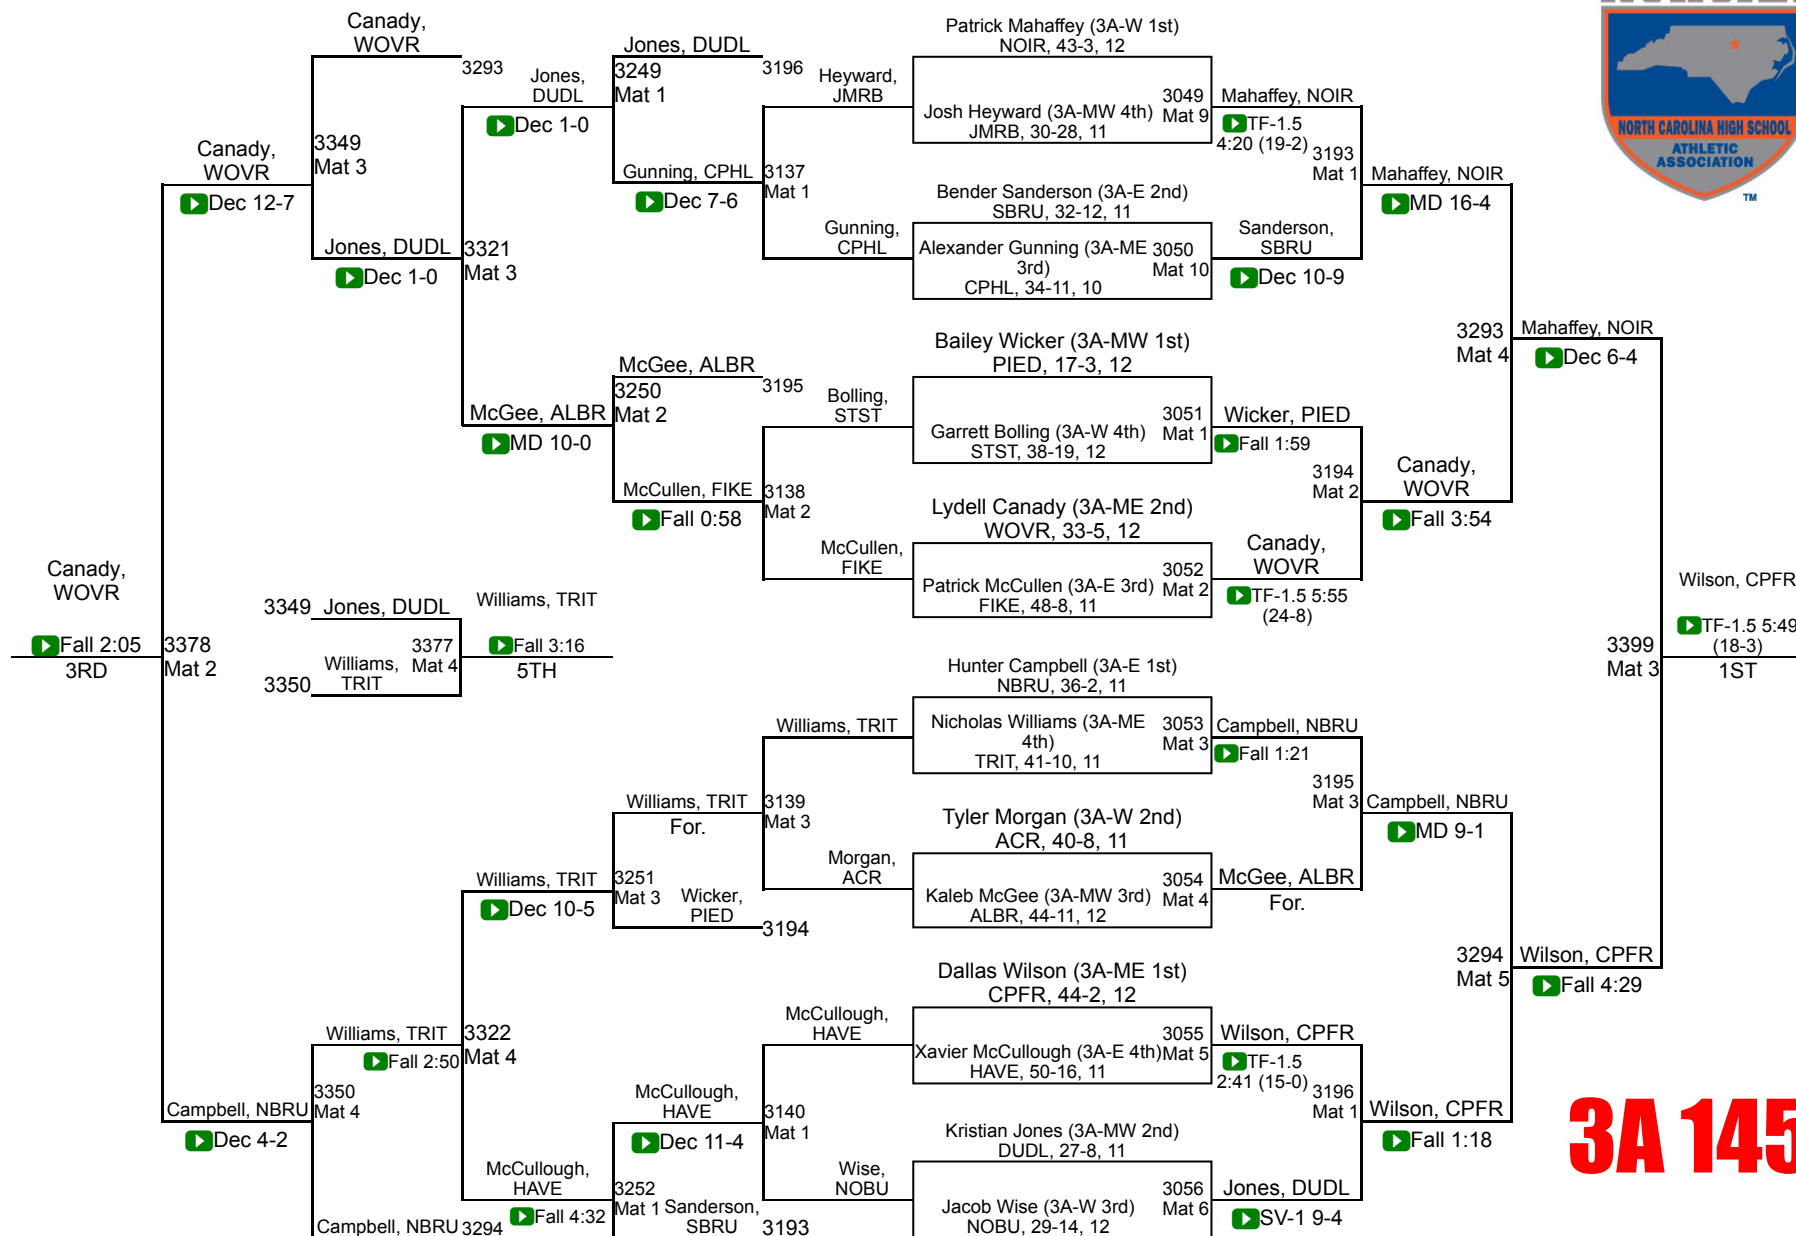 Canady,
WOVR
3293
3349
Mat 3
Canady,
WOVR
Dec 12-7
Jones, DUDL
Dec 1-0
Jones,
DUDL
Dec 1-0
3321
Mat 3
Jones, DUDL
3249
Mat 1
3196
Gunning, CPHL
Dec 7-6
3137
Mat 1
Heyward,
JMRB
Gunning,
CPHL
Patrick Mahaffey (3A-W 1st)
NOIR, 43-3, 12
Josh Heyward (3A-MW 4th)
JMRB, 30-28, 11
3049
Mat 9
Mahaffey, NOIR
TF-1.5
4:20 (19-2)
3193
Mat 1
Bender Sanderson (3A-E 2nd)
SBRU, 32-12, 11
Alexander Gunning (3A-ME
3rd)
CPHL, 34-11, 10
3050
Mat 10
Sanderson,
SBRU
Dec 10-9
Mahaffey, NOIR
MD 16-4
NORTH CAROLINA HIGH SCHOOL
ATHLETIC
ASSOCIATION
TM
McGee, ALBR
MD 10-0
McGee, ALBR
3250
Mat 2
3195
McCullen, FIKE
Fall 0:58
3138
Mat 2
Bolling,
STST
McCullen,
FIKE
Bailey Wicker (3A-MW 1st)
PIED, 17-3, 12
Garrett Bolling (3A-W 4th)
STST, 38-19, 12
3051
Mat 1
Wicker, PIED
Fall 1:59
3194
Mat 2
Lydell Canady (3A-ME 2nd)
WOVR, 33-5, 12
Patrick McCullen (3A-E 3rd)
FIKE, 48-8, 11
3052
Mat 2
Canady,
WOVR
TF-1.5 5:55
(24-8)
Canady,
WOVR
Fall 3:54
3293
Mat 4
Mahaffey, NOIR
Dec 6-4
Canady,
WOVR
Fall 2:05
3RD
3378
Mat 2
3349
Jones, DUDL
3350
Williams,
TRIT
3377
Mat 4
Williams, TRIT
Fall 3:16
5TH
3399
Mat 3
Wilson, CPFR
TF-1.5 5:49
(18-3)
1ST
Hunter Campbell (3A-E 1st)
NBRU, 36-2, 11
Nicholas Williams (3A-ME
4th)
TRIT, 41-10, 11
3053
Mat 3
Campbell, NBRU
Fall 1:21
3195
Mat 3
Williams, TRIT
Williams, TRIT
For.
3139
Mat 3
Morgan,
ACR
Tyler Morgan (3A-W 2nd)
ACR, 40-8, 11
Kaleb McGee (3A-MW 3rd)
ALBR, 44-11, 12
3054
Mat 4
McGee, ALBR
For.
Campbell, NBRU
MD 9-1
Williams, TRIT
Dec 10-5
3251
Mat 3
Wicker,
PIED
3194
3294
Mat 5
Wilson, CPFR
Fall 4:29
Dallas Wilson (3A-ME 1st)
CPFR, 44-2, 12
Xavier McCullough (3A-E 4th)
HAVE, 50-16, 11
3055
Mat 5
Wilson, CPFR
TF-1.5
2:41 (15-0)
3196
Mat 1
McCullough,
HAVE
Williams, TRIT
Fall 2:50
3322
Mat 4
3350
Mat 4
Campbell, NBRU
Dec 4-2
McCullough,
HAVE
Dec 11-4
3140
Mat 1
Wise,
NOBU
Kristian Jones (3A-MW 2nd)
DUDL, 27-8, 11
Jacob Wise (3A-W 3rd)
NOBU, 29-14, 12
3056
Mat 6
Jones, DUDL
SV-1 9-4
Wilson, CPFR
Fall 1:18
McCullough,
HAVE
Fall 4:32
3252
Mat 1
Sanderson,
SBRU
3193
Campbell, NBRU
3294
3A 145